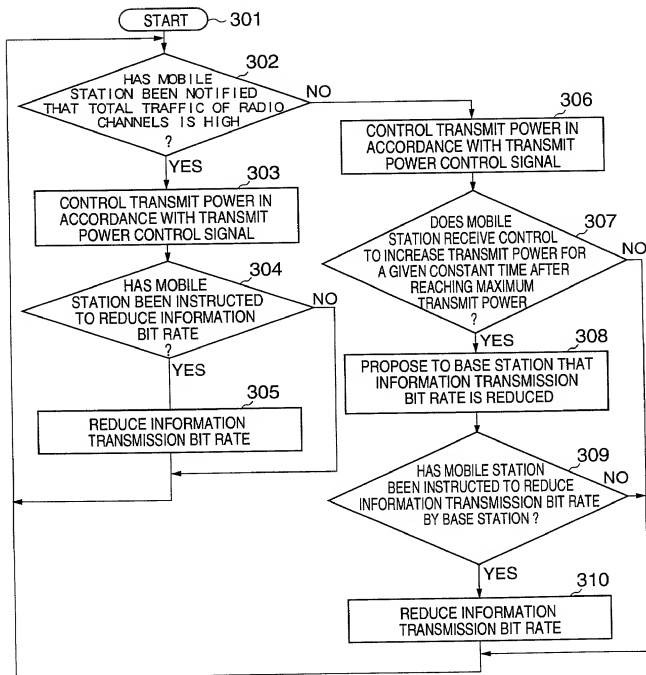 START
301
302
HAS MOBILE
STATION BEEN NOTIFIED
THAT TOTAL TRAFFIC OF RADIO
CHANNELS IS HIGH
?
NO
YES
303
CONTROL TRANSMIT POWER IN
ACCORDANCE WITH TRANSMIT
POWER CONTROL SIGNAL
304
HAS MOBILE
STATION BEEN INSTRUCTED
TO REDUCE INFORMATION
BIT RATE
?
NO
YES
305
REDUCE INFORMATION
TRANSMISSION BIT RATE
306
CONTROL TRANSMIT POWER IN
ACCORDANCE WITH TRANSMIT
POWER CONTROL SIGNAL
307
DOES MOBILE
STATION RECEIVE CONTROL
TO INCREASE TRANSMIT POWER FOR
A GIVEN CONSTANT TIME AFTER
REACHING MAXIMUM
TRANSMIT POWER
?
NO
YES
308
PROPOSE TO BASE STATION THAT
INFORMATION TRANSMISSION
BIT RATE IS REDUCED
309
HAS MOBILE STATION
BEEN INSTRUCTED TO REDUCE
INFORMATION TRANSMISSION BIT RATE
BY BASE STATION ?
NO
YES
310
REDUCE INFORMATION
TRANSMISSION BIT RATE